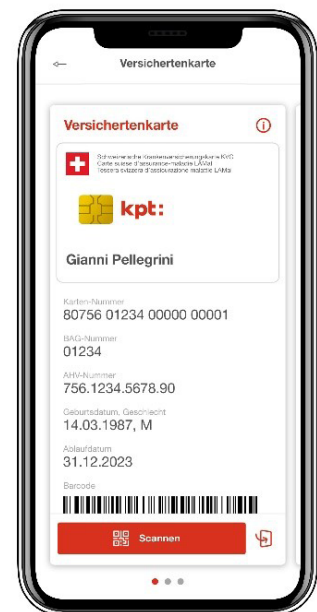 Versichertenkarte
Versichertenkarte
Schweizerische Krankenversicherungskarte KVG
Carte suisse d'assurance-maladie LAMal
Tessera svizzera d'assicurazione malattie LAMal
kpt:
Gianni Pellegrini
Karten-Nummer
80756 01234 00000 00001
BAG-Nummer
01234
AHV-Nummer
756.1234.5678.90
Geburtsdatum, Geschlecht
14.03.1987, M
Ablaufdatum
31.12.2023
Barcode
Scannen